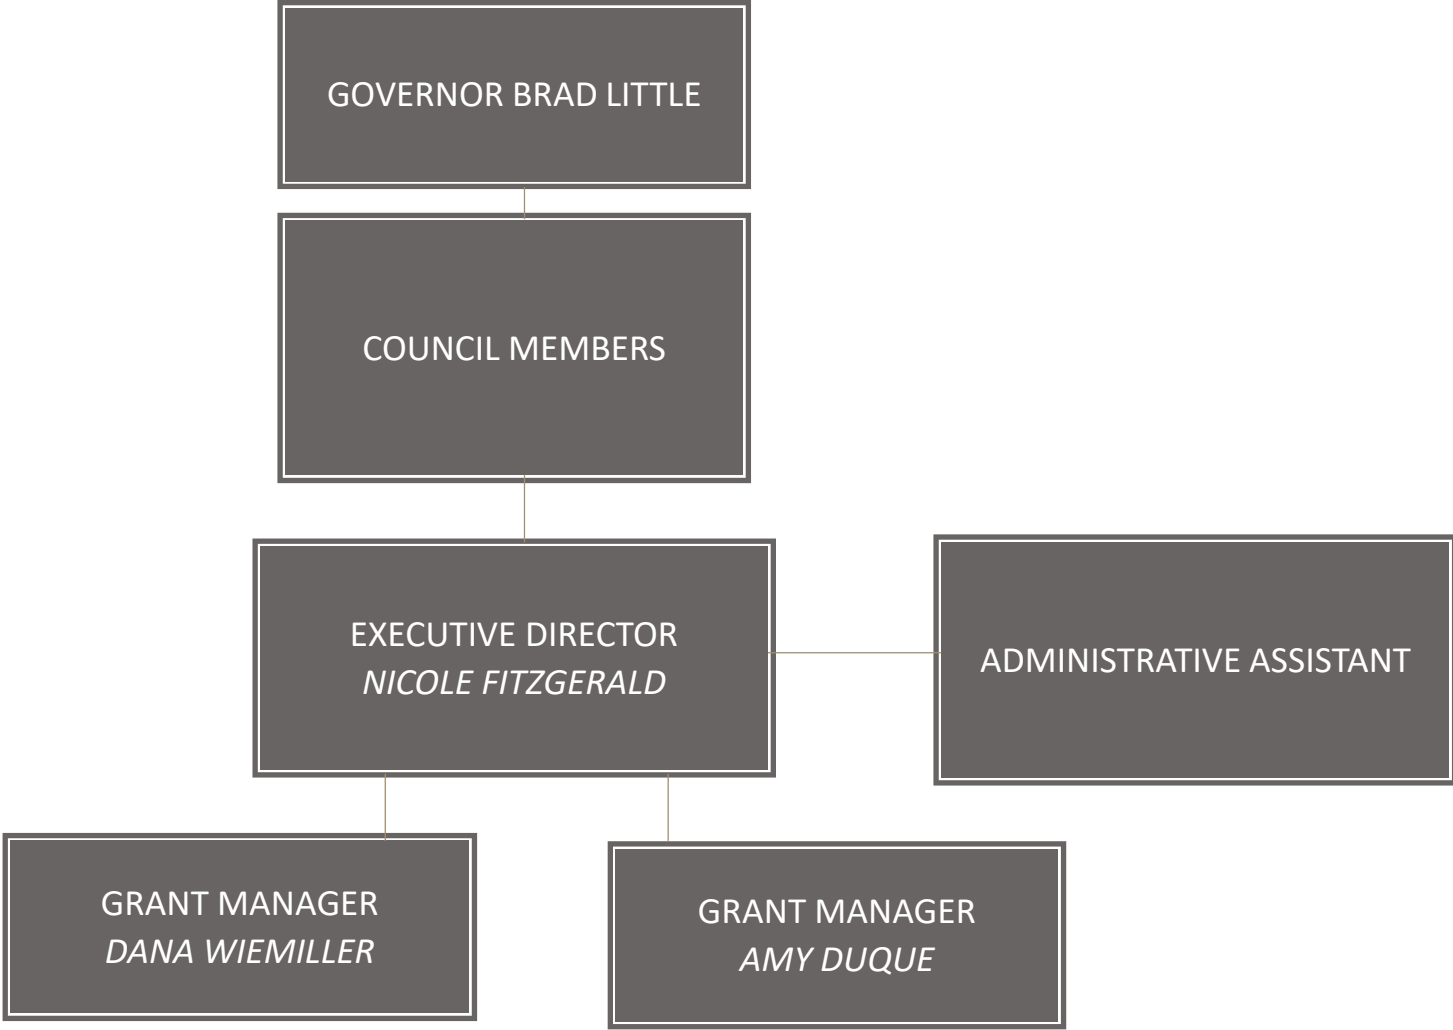 GOVERNOR BRAD LITTLE
COUNCIL MEMBERS
EXECUTIVE DIRECTOR
NICOLE FITZGERALD
ADMINISTRATIVE ASSISTANT
GRANT MANAGER
DANA WIEMILLER
GRANT MANAGER
AMY DUQUE